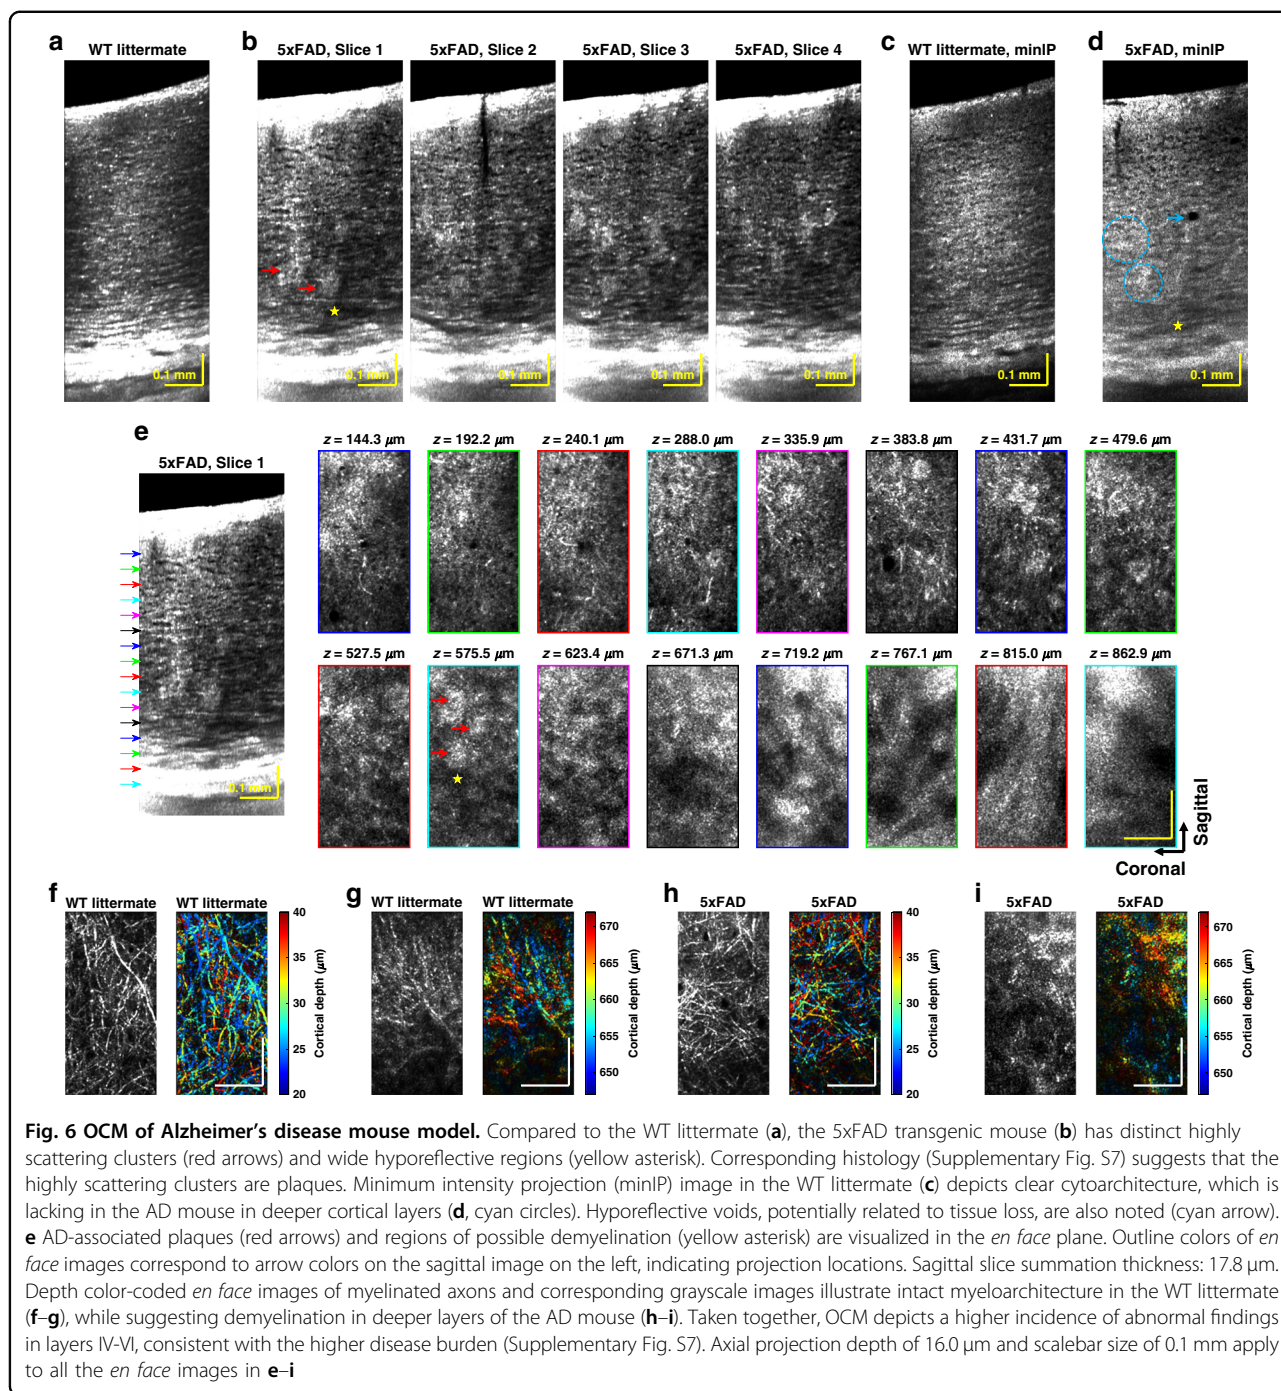 a
WT littermate
b
5xFAD, Slice 1
5xFAD, Slice 2
5xFAD, Slice 3
5xFAD, Slice 4
c
WT littermate, minIP
d
5xFAD, minIP
0.1 mm
0.1 mm
0.1 mm
0.1 mm
0.1 mm
0.1 mm
0.1 mm
e
5xFAD, Slice 1
0.1 mm
z = 144.3 μm
z = 192.2 μm
z = 240.1 μm
z = 288.0 μm
z = 335.9 μm
z = 383.8 μm
z = 431.7 μm
z = 479.6 μm
z = 527.5 μm
z = 575.5 μm
z = 623.4 μm
z = 671.3 μm
z = 719.2 μm
z = 767.1 μm
z = 815.0 μm
z = 862.9 μm
Sagittal
Coronal
f
WT littermate
WT littermate
40
35
30
25
20
Cortical depth (μm)
g
WT littermate
WT littermate
670
665
660
655
650
Cortical depth (μm)
h
5xFAD
5xFAD
40
35
30
25
20
Cortical depth (μm)
i
5xFAD
5xFAD
670
665
660
655
650
Cortical depth (μm)
Fig. 6 OCM of Alzheimer's disease mouse model. Compared to the WT littermate (a), the 5xFAD transgenic mouse (b) has distinct highly
scattering clusters (red arrows) and wide hyporeflective regions (yellow asterisk). Corresponding histology (Supplementary Fig. S7) suggests that the
highly scattering clusters are plaques. Minimum intensity projection (minIP) image in the WT littermate (c) depicts clear cytoarchitecture, which is
lacking in the AD mouse in deeper cortical layers (d, cyan circles). Hyporeflective voids, potentially related to tissue loss, are also noted (cyan arrow).
e AD-associated plaques (red arrows) and regions of possible demyelination (yellow asterisk) are visualized in the en face plane. Outline colors of en
face images correspond to arrow colors on the sagittal image on the left, indicating projection locations. Sagittal slice summation thickness: 17.8 μm.
Depth color-coded en face images of myelinated axons and corresponding grayscale images illustrate intact myeloarchitecture in the WT littermate
(f–g), while suggesting demyelination in deeper layers of the AD mouse (h–i). Taken together, OCM depicts a higher incidence of abnormal findings
in layers IV-VI, consistent with the higher disease burden (Supplementary Fig. S7). Axial projection depth of 16.0 μm and scalebar size of 0.1 mm apply
to all the en face images in e–i